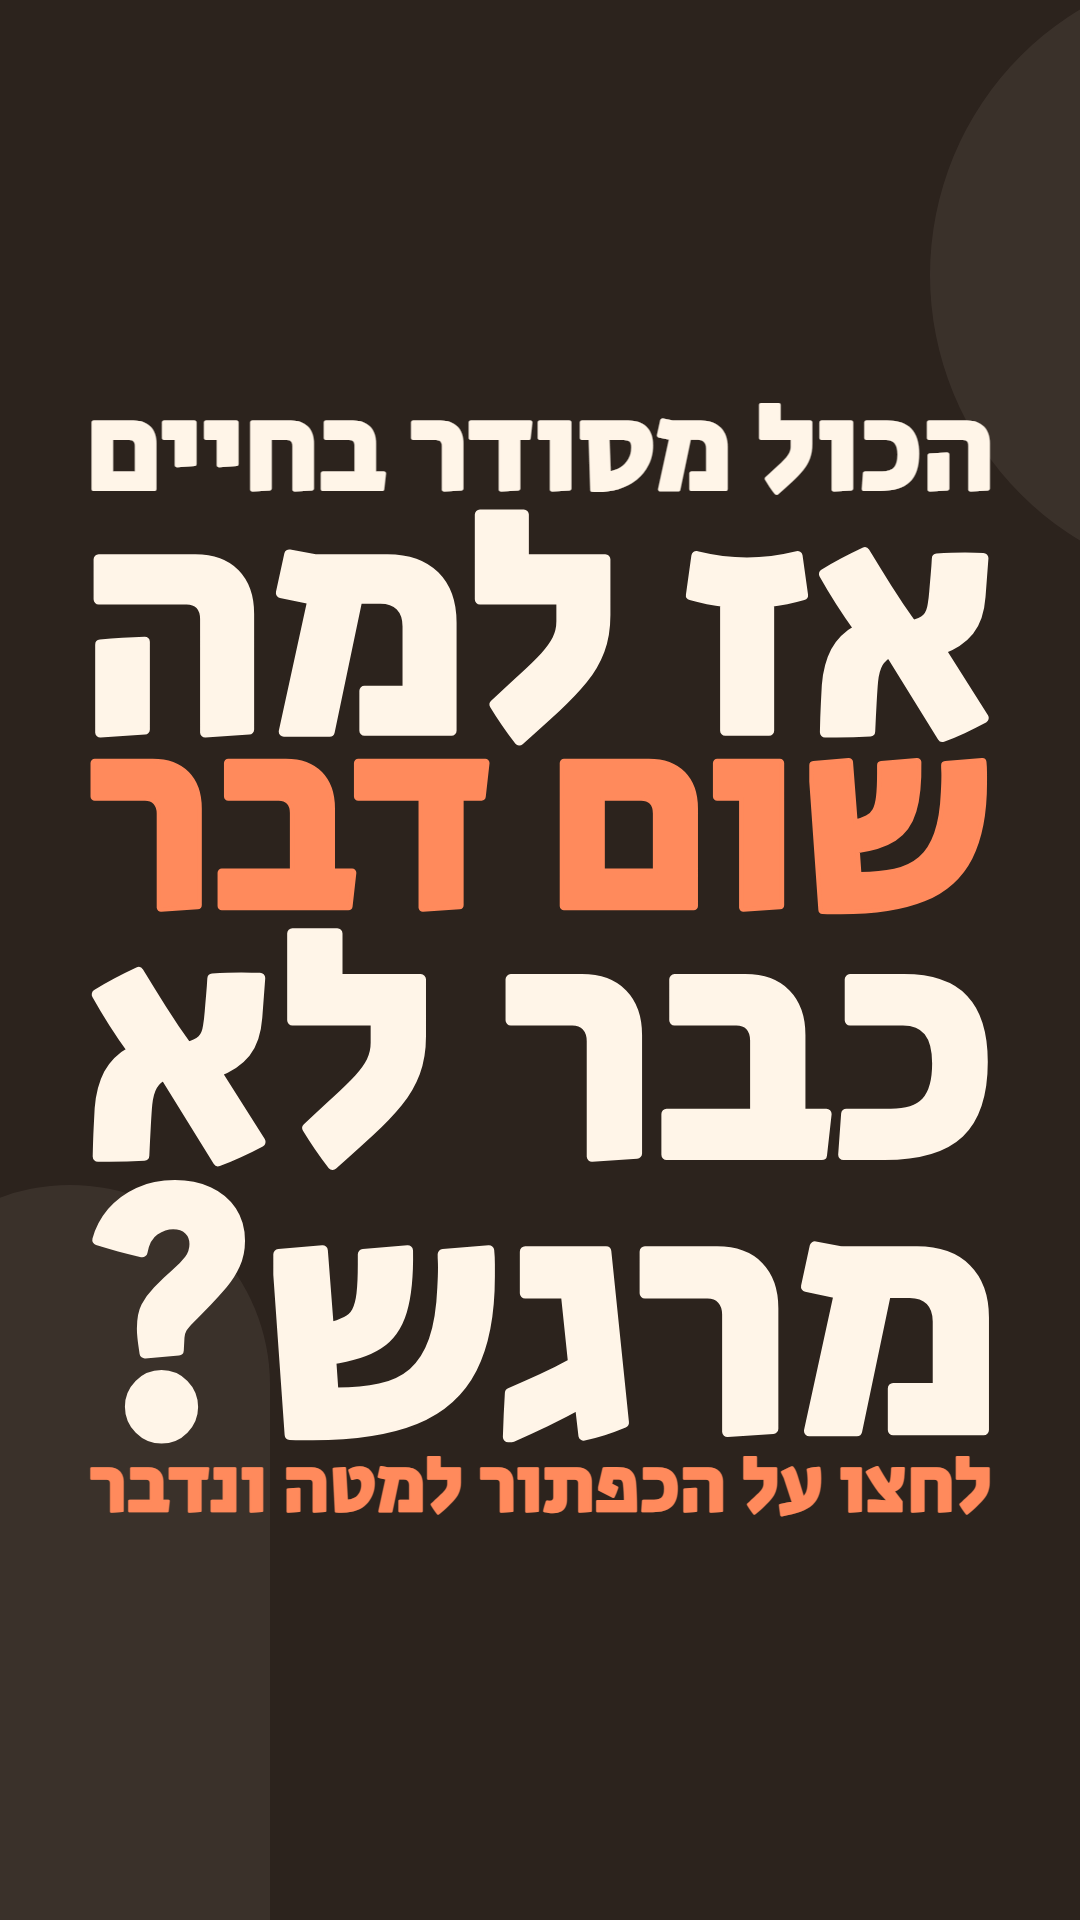 הכול מסודר בחיים
אז למה
שום דבר
כבר לא
מרגש?
לחצו על הכפתור למטה ונדבר